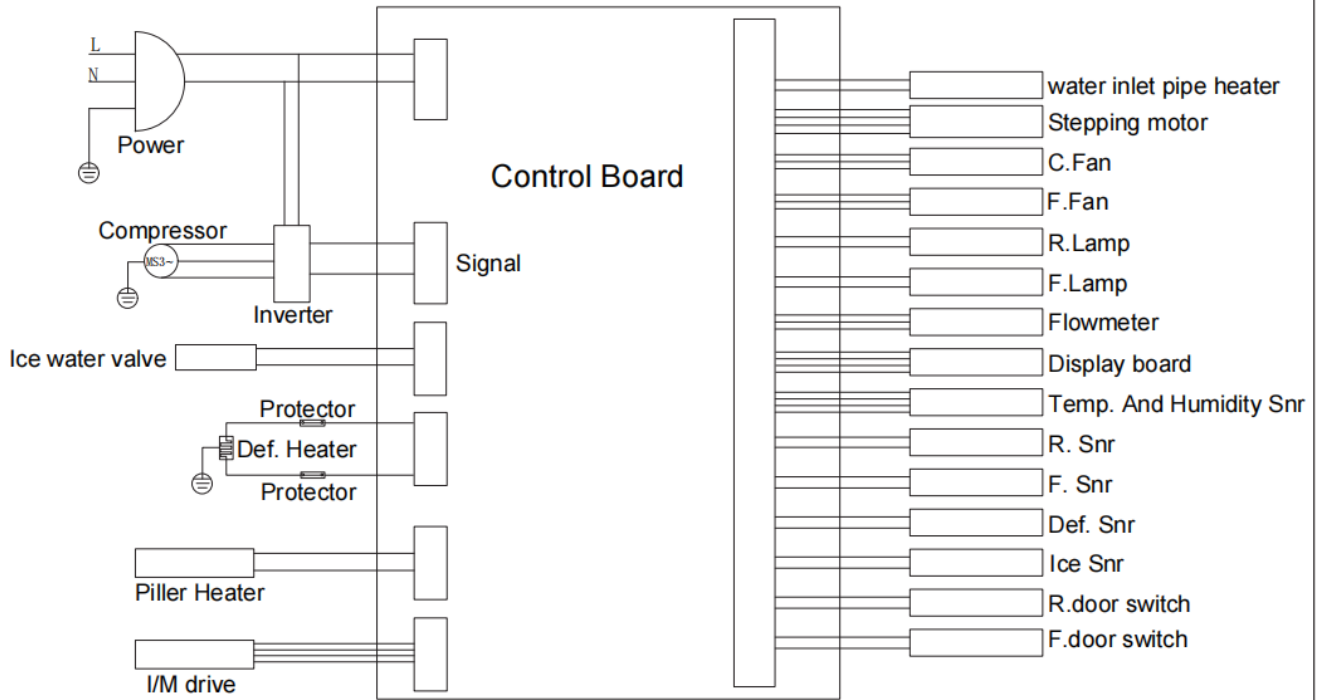 L
N
Power
Control Board
Compressor
MS3~
Signal
Inverter
Ice water valve
Protector
Def. Heater
Protector
Piller Heater
I/M drive
water inlet pipe heater
Stepping motor
C.Fan
F.Fan
R.Lamp
F.Lamp
Flowmeter
Display board
Temp. And Humidity Snr
R. Snr
F. Snr
Def. Snr
Ice Snr
R.door switch
F.door switch